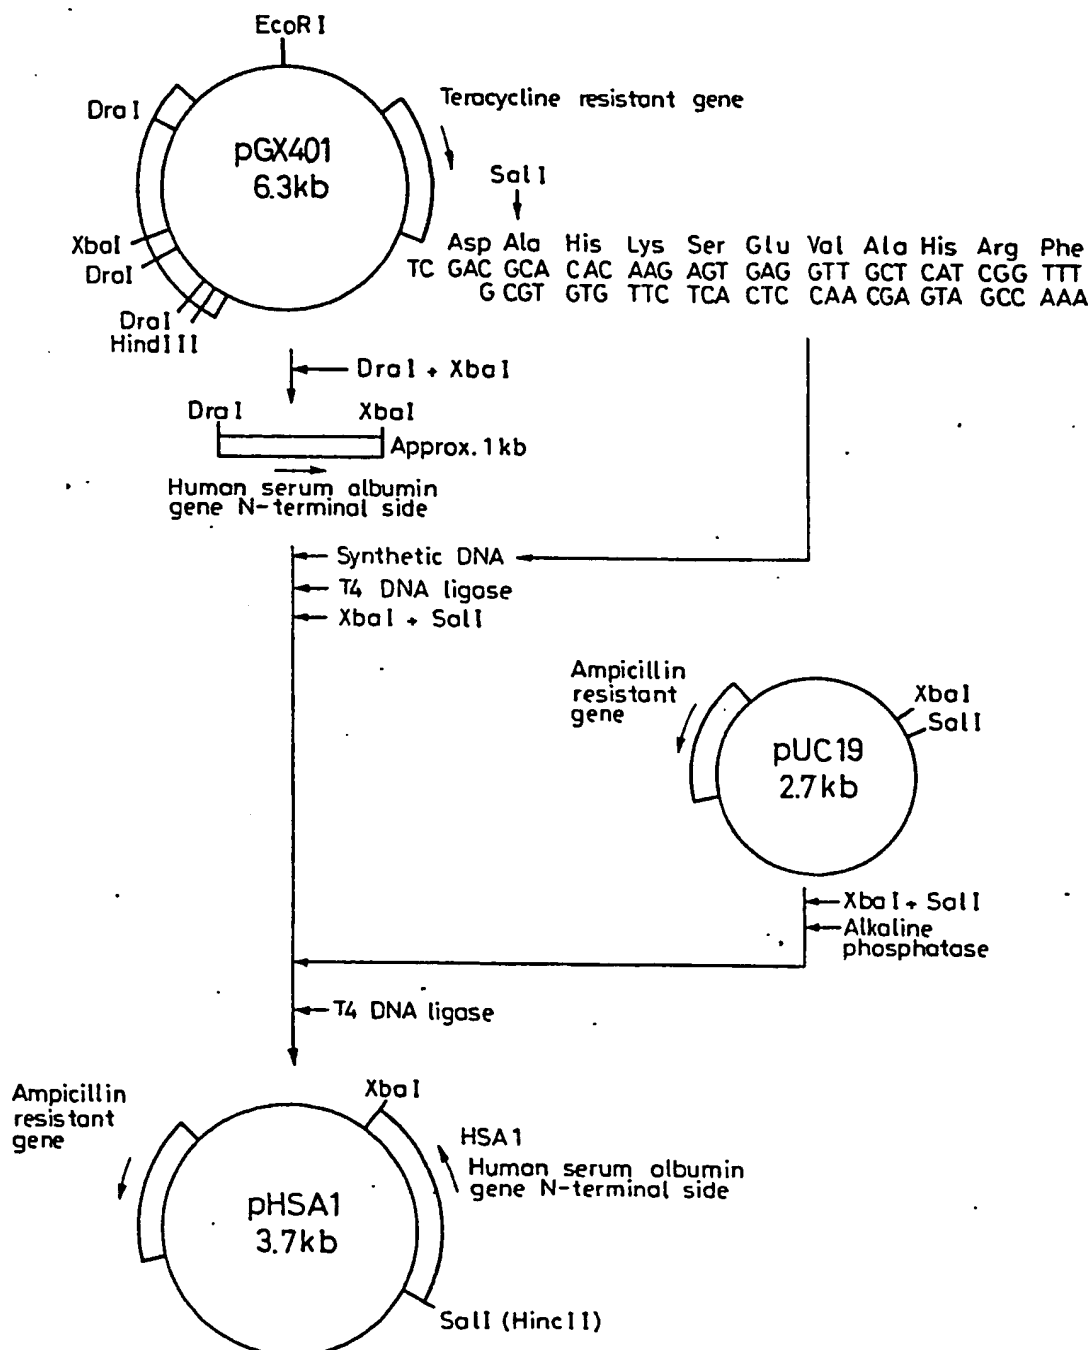 EcoR I
DraI
pGX401
6.3kb
XbaI
DraI
DraI
HindIII
Teracycline resistant gene
Sal I
Asp Ala His Lys Ser Glu Val Ala His Arg Phe
TC GAC GCA CAC AAG AGT GAG GTT GCT CAT CGG TTT
G CGT GTG TTC TCA CTC CAA CGA GTA GCC AAA
DraI + XbaI
DraI XbaI
Approx. 1kb
Human serum albumin
gene N-terminal side
Synthetic DNA
T4 DNA ligase
XbaI + SalI
Ampicillin
resistant
gene
XbaI
SalI
pUC19
2.7kb
XbaI + SalI
Alkaline
phosphatase
T4 DNA ligase
Ampicillin
resistant
gene
XbaI
HSA1
Human serum albumin
gene N-terminal side
pHSA1
3.7kb
SalI (HincII)